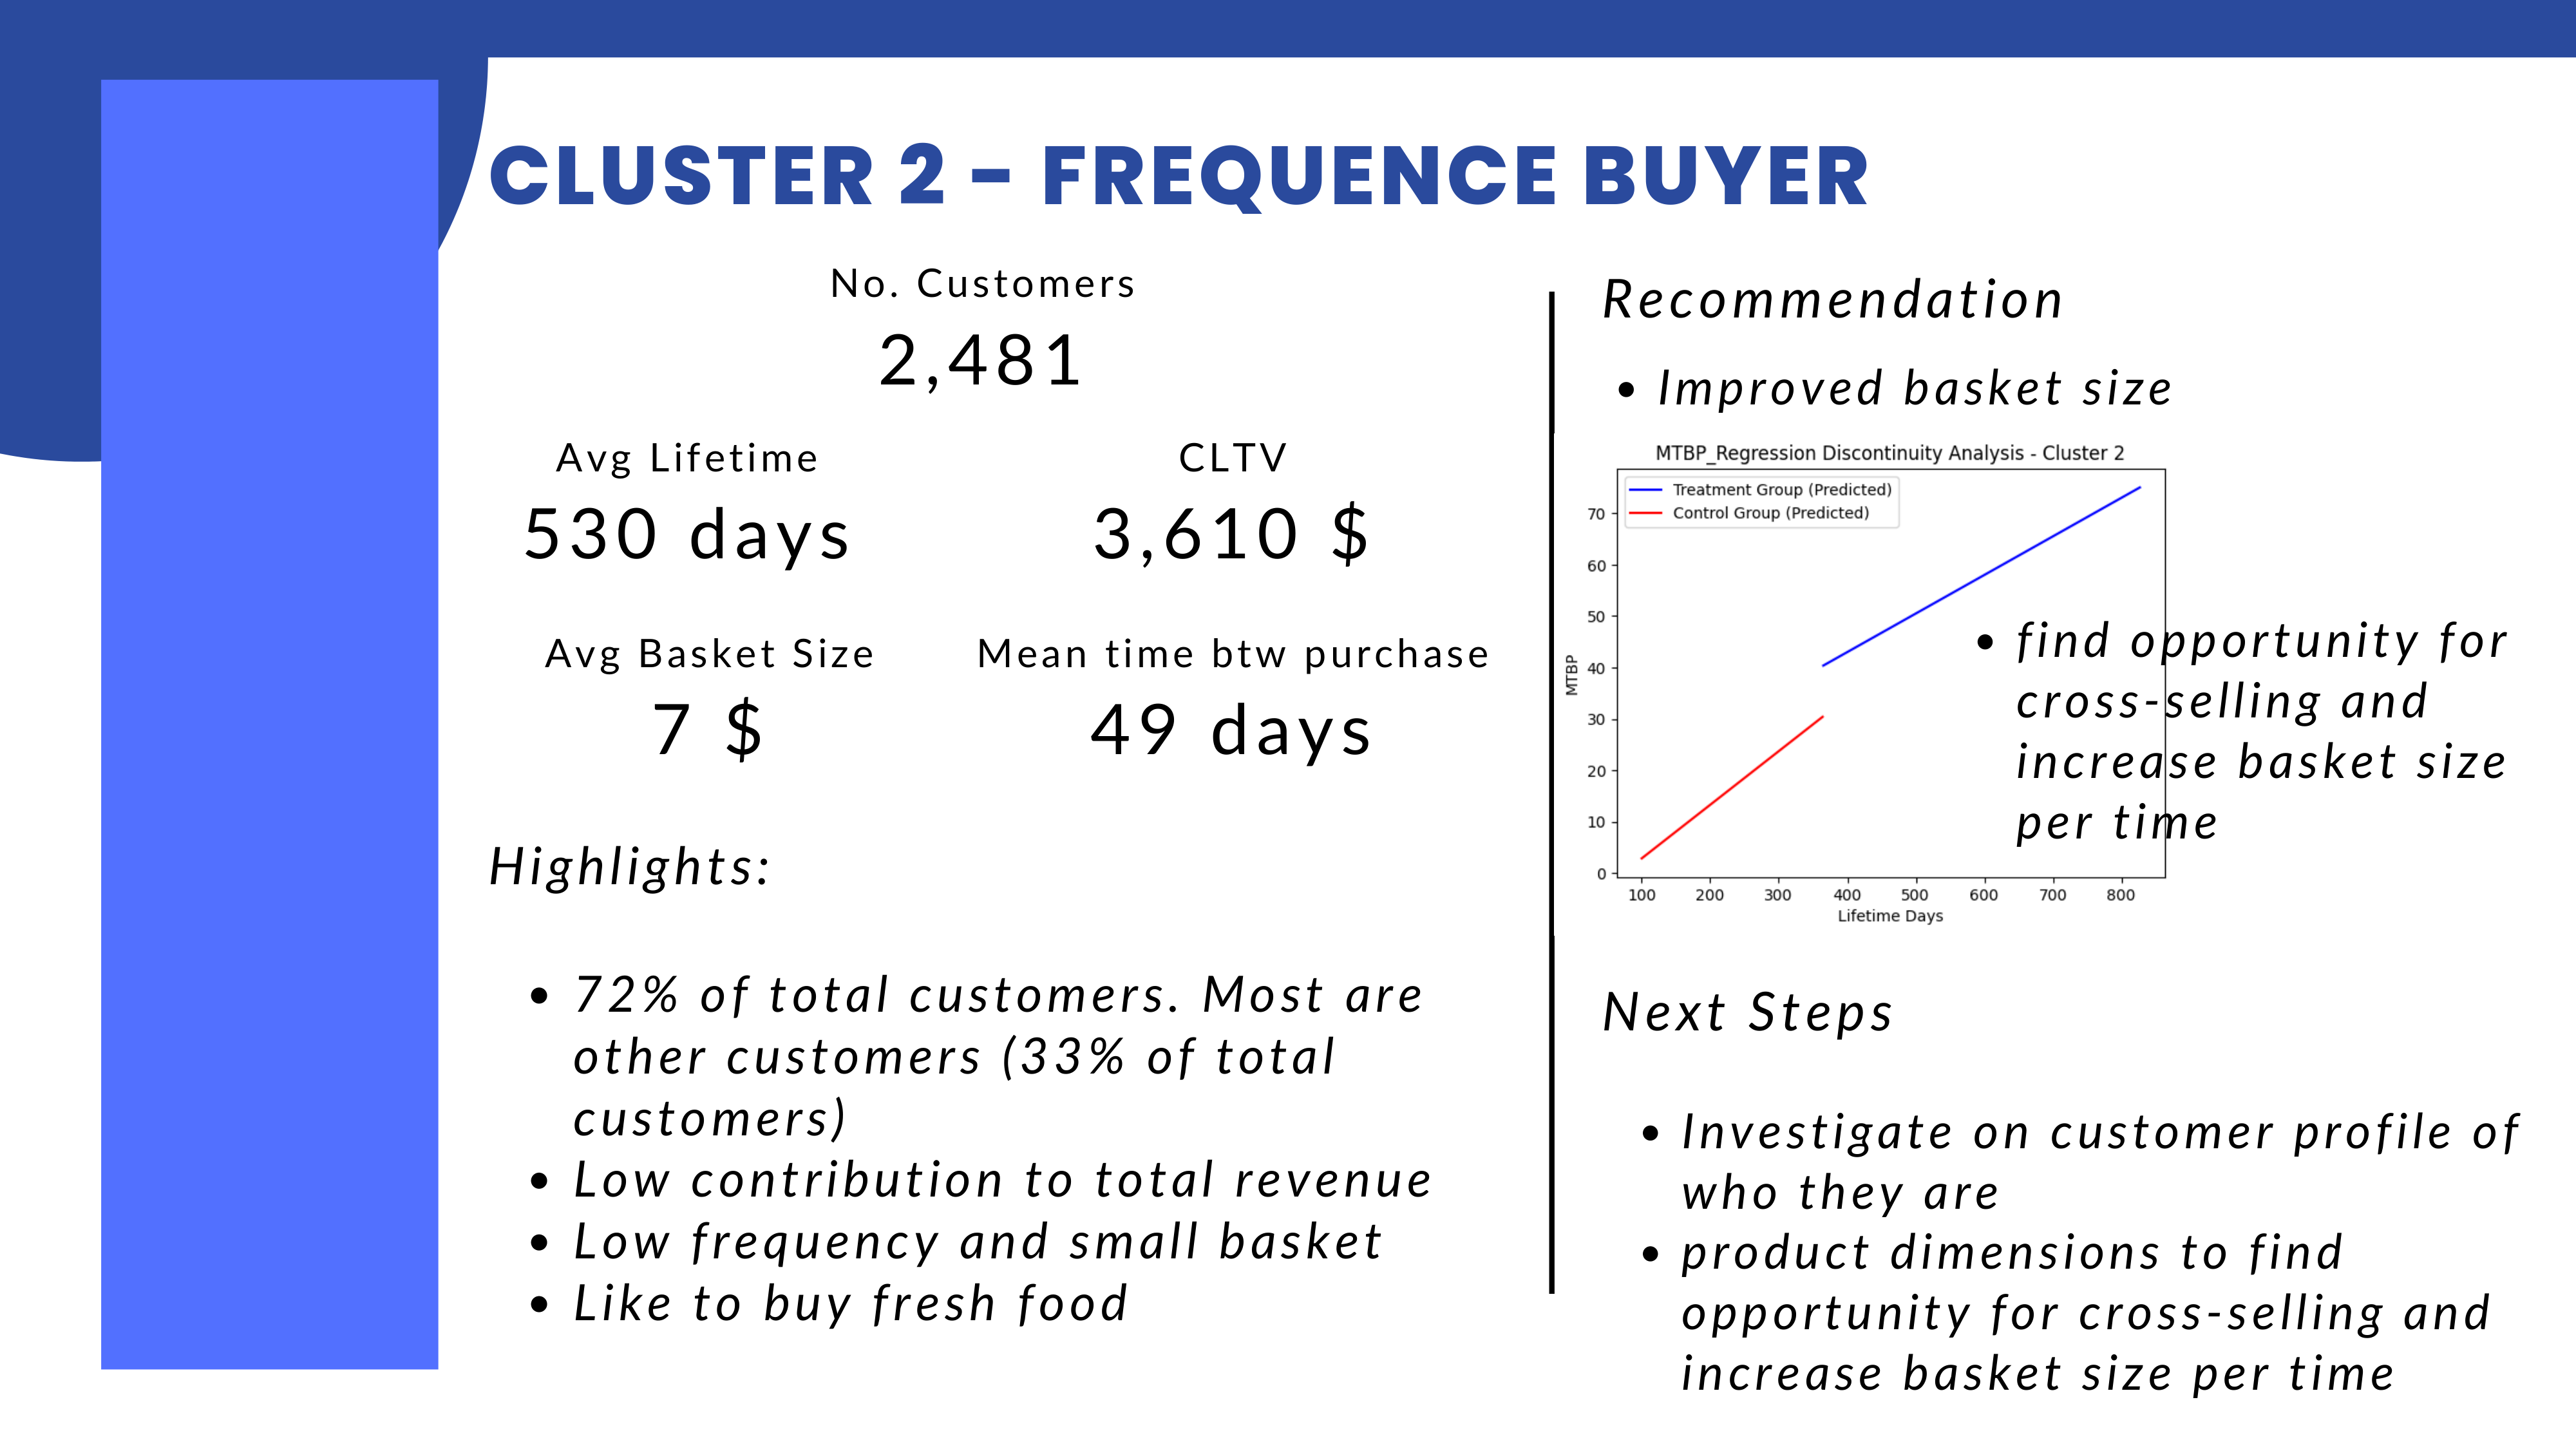 CLUSTER 2 – FREQUENCE BUYER
No. Customers
2,481
Avg Lifetime
530 days
CLTV
3,610 $
Avg Basket Size
7 $
Mean time btw purchase
49 days
Highlights:
• 72% of total customers. Most are
other customers (33% of total
customers)
• Low contribution to total revenue
• Low frequency and small basket
• Like to buy fresh food
Recommendation
• Improved basket size
MTBP_Regression Discontinuity Analysis - Cluster 2
Treatment Group (Predicted)
Control Group (Predicted)
70
60
50
40
30
20
10
0
MTBP
100 200 300 400 500 600 700 800
Lifetime Days
• find opportunity for
cross-selling and
increase basket size
per time
Next Steps
• Investigate on customer profile of
who they are
• product dimensions to find
opportunity for cross-selling and
increase basket size per time